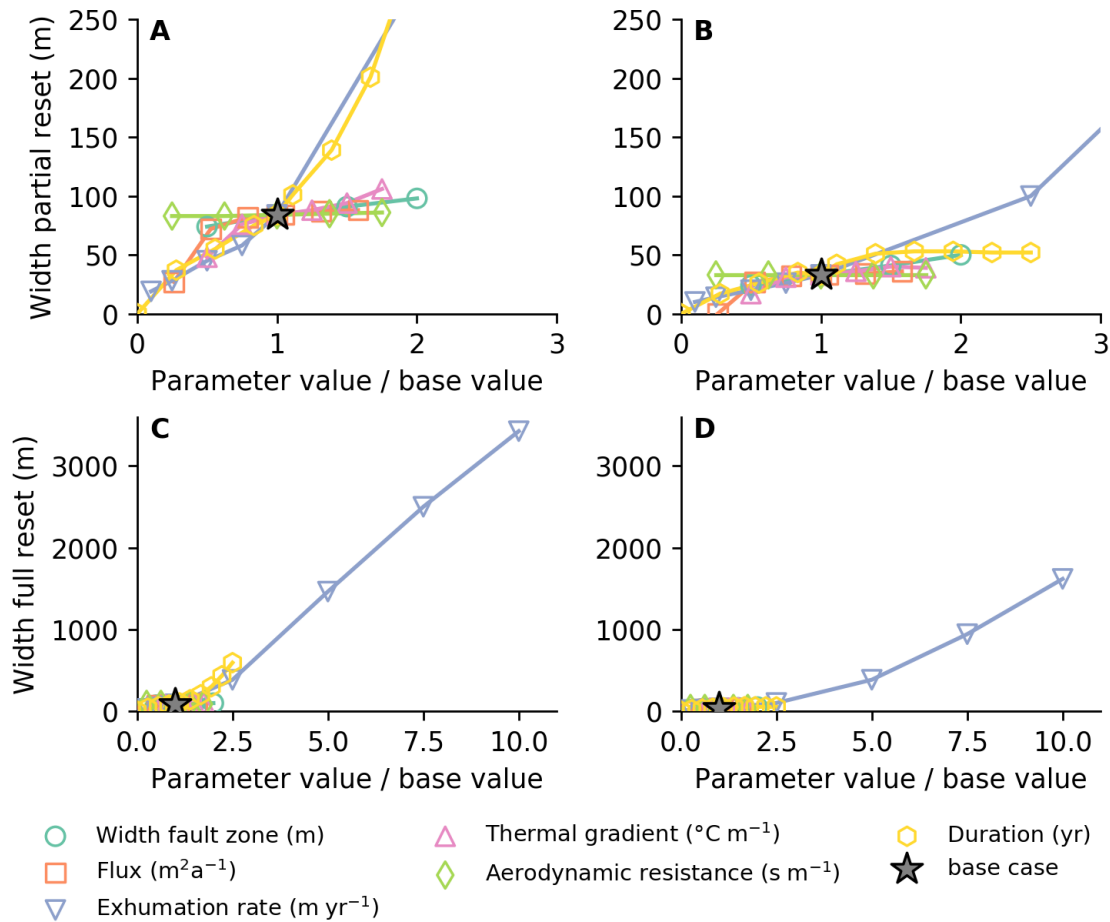 A
B
250
200
150
100
50
0
Width partial reset (m)
0 1 2 3
Parameter value / base value
250
200
150
100
50
0
0 1 2 3
Parameter value / base value
C
D
3000
2000
1000
0
Width full reset (m)
0.0 2.5 5.0 7.5 10.0
Parameter value / base value
3000
2000
1000
0
0.0 2.5 5.0 7.5 10.0
Parameter value / base value
Width fault zone (m)
Flux (m²a⁻¹)
Exhumation rate (m yr⁻¹)
Thermal gradient (°C m⁻¹)
Aerodynamic resistance (s m⁻¹)
Duration (yr)
base case